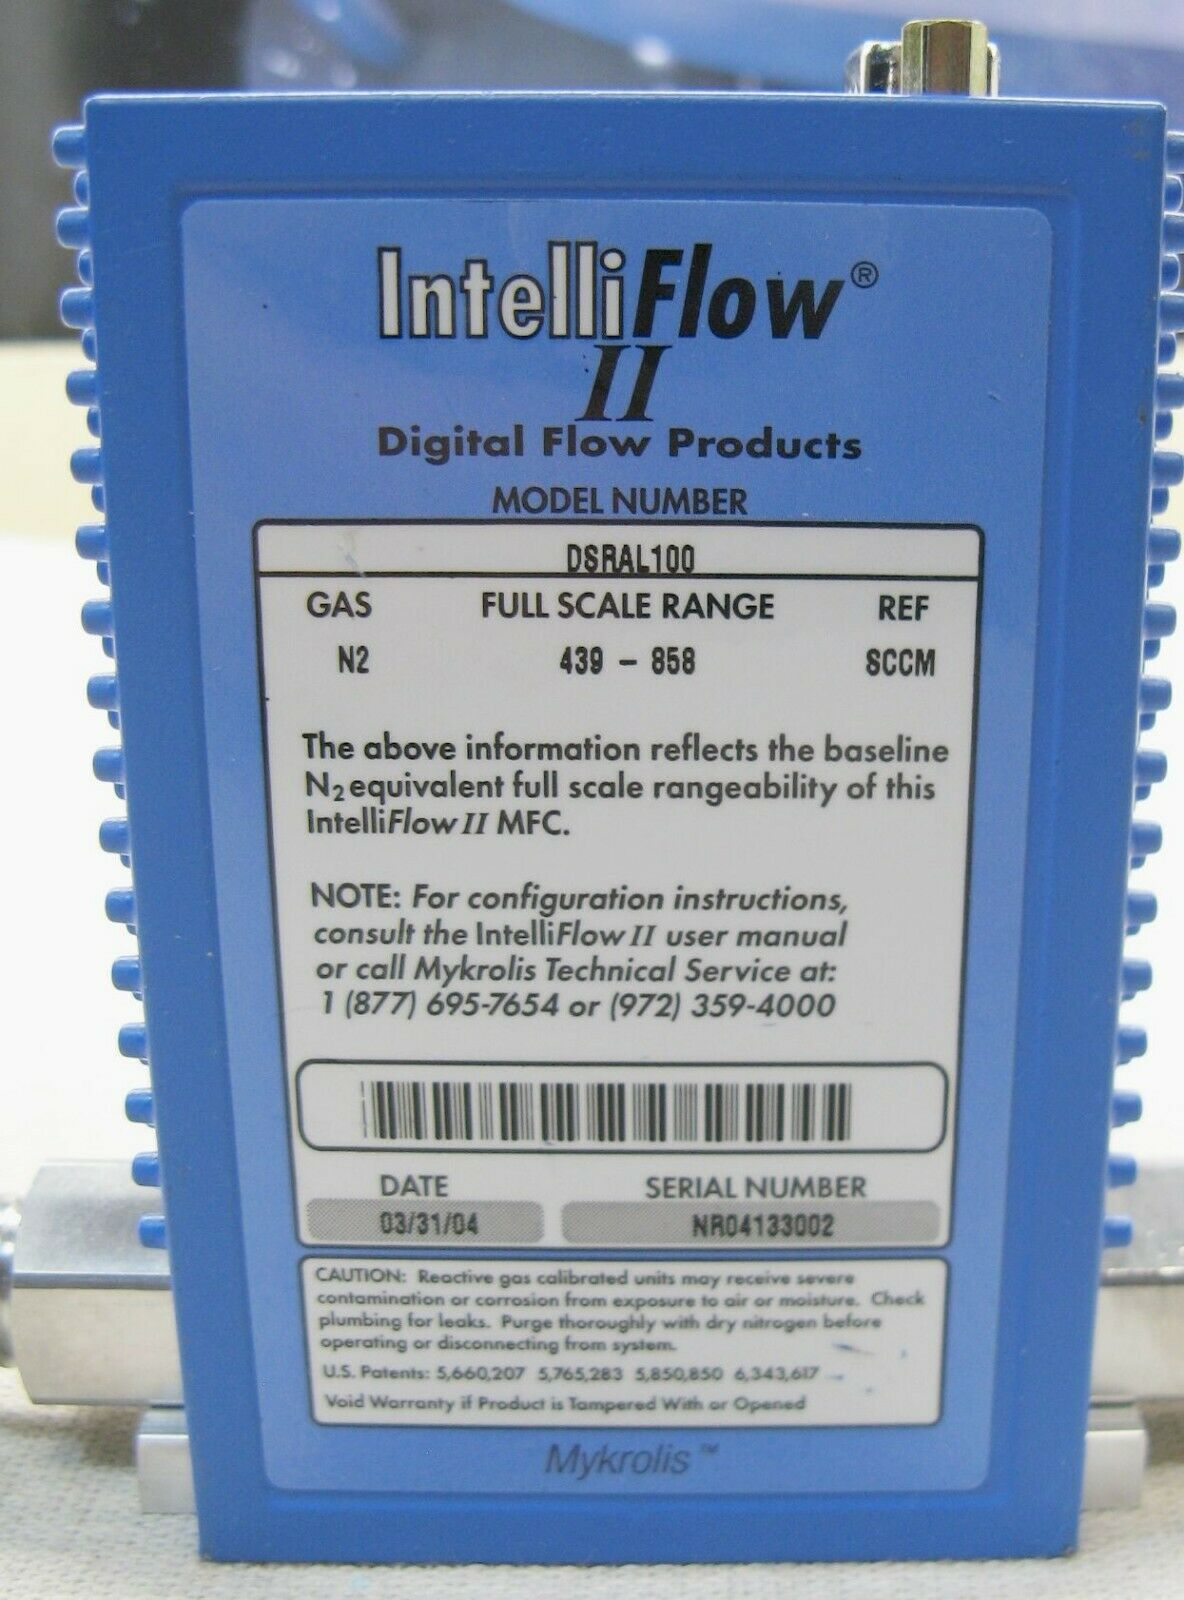 IntelliFlow®
II
Digital Flow Products
MODEL NUMBER
DSRAL100
GAS FULL SCALE RANGE REF
N2 439 - 858 SCCM
The above information reflects the baseline
N2 equivalent full scale rangeability of this
IntelliFlow II MFC.
NOTE: For configuration instructions,
consult the IntelliFlow II user manual
or call Mykrolis Technical Service at:
1 (877) 695-7654 or (972) 359-4000
DATE SERIAL NUMBER
03/31/04 NR04133002
CAUTION: Reactive gas calibrated units may receive severe
contamination or corrosion from exposure to air or moisture. Check
plumbing for leaks. Purge thoroughly with dry nitrogen before
operating or disconnecting from system.
U.S. Patents: 5,660,207 5,765,283 5,850,850 6,343,617
Void Warranty if Product is Tampered With or Opened
Mykrolis™